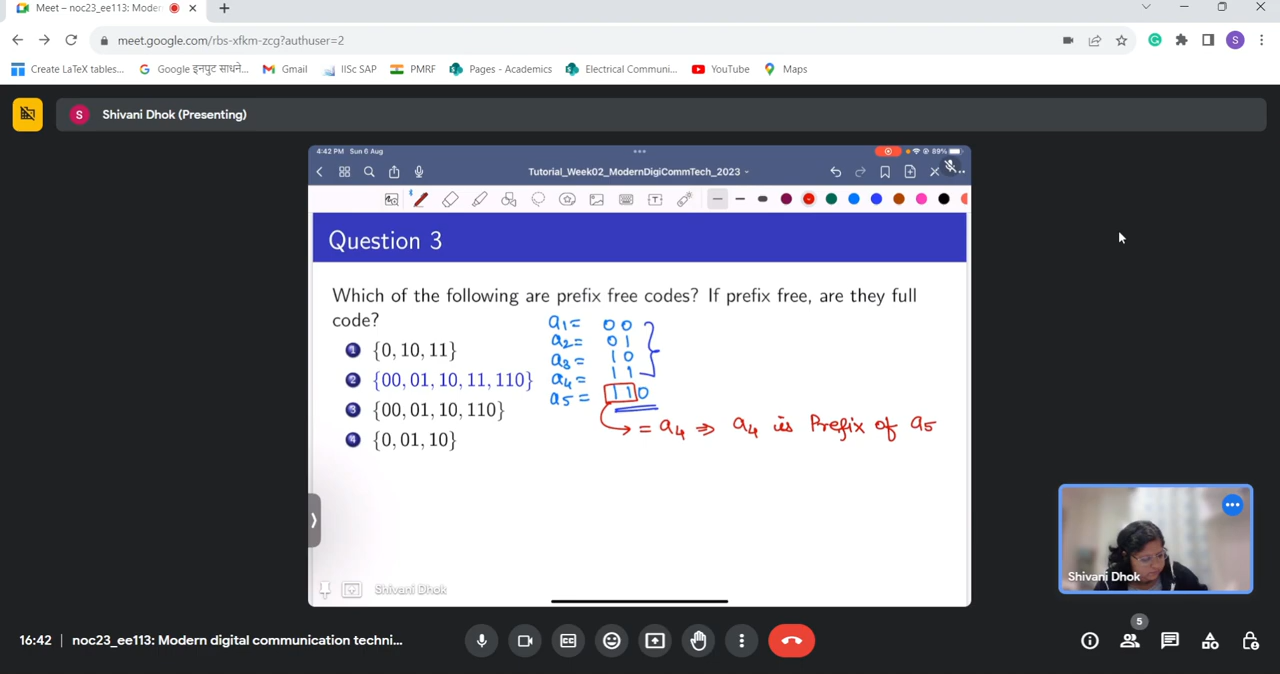 Meet – noc23_ee113: Moder
meet.google.com/rbs-xfkm-zcg?authuser=2
S
Create LaTeX tables...
Google इनपुट साधने...
Gmail
IISc SAP
PMRF
Pages - Academics
Electrical Communi...
YouTube
Maps
S Shivani Dhok (Presenting)
4:42 PM Sun 6 Aug
89%
Tutorial_Week02_ModernDigiCommTech_2023
Question 3
Which of the following are prefix free codes? If prefix free, are they full
code?
1 {0, 10, 11}
2 {00, 01, 10, 11, 110}
3 {00, 01, 10, 110}
4 {0, 01, 10}
a1 = 00
a2 = 01
a3 = 10
a4 = 11
a5 = 110
= a4 ⇒ a4 is Prefix of a5
Shivani Dhok
Shivani Dhok
16:42 | noc23_ee113: Modern digital communication techni...
5